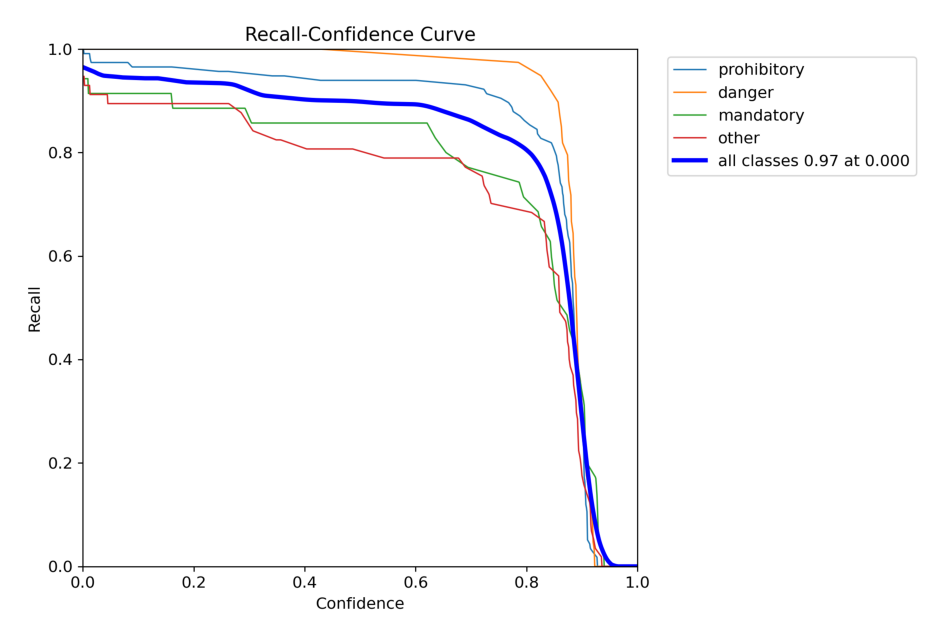 Recall-Confidence Curve
1.0
0.8
0.6
0.4
0.2
0.0
Recall
0.0 0.2 0.4 0.6 0.8 1.0
Confidence
prohibitory
danger
mandatory
other
all classes 0.97 at 0.000